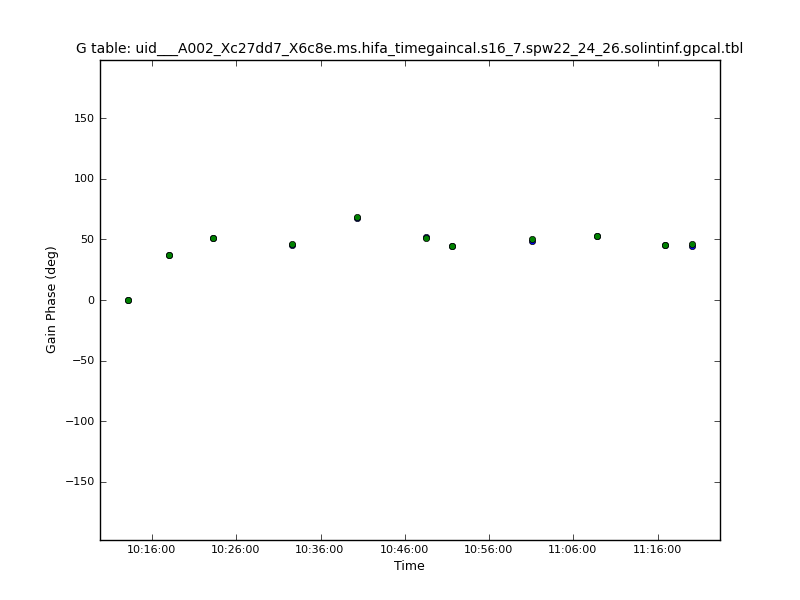 G table: uid___A002_Xc27dd7_X6c8e.ms.hifa_timegaincal.s16_7.spw22_24_26.solintinf.gpcal.tbl
150
100
50
0
−50
−100
−150
Gain Phase (deg)
10:16:00 10:26:00 10:36:00 10:46:00 10:56:00 11:06:00 11:16:00
Time